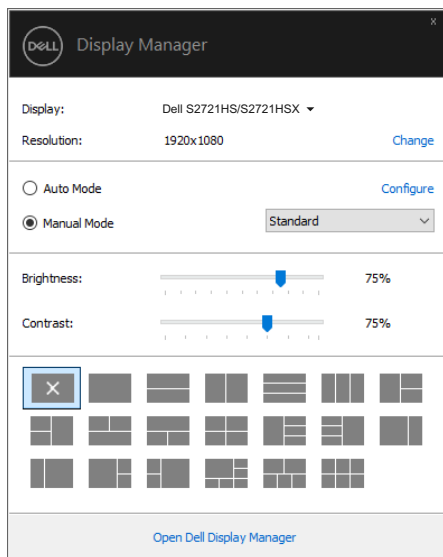 x
DELL Display Manager
Display: Dell S2721HS/S2721HSX
Resolution: 1920x1080 Change
Auto Mode Configure
Manual Mode Standard
Brightness: 75%
Contrast: 75%
Open Dell Display Manager